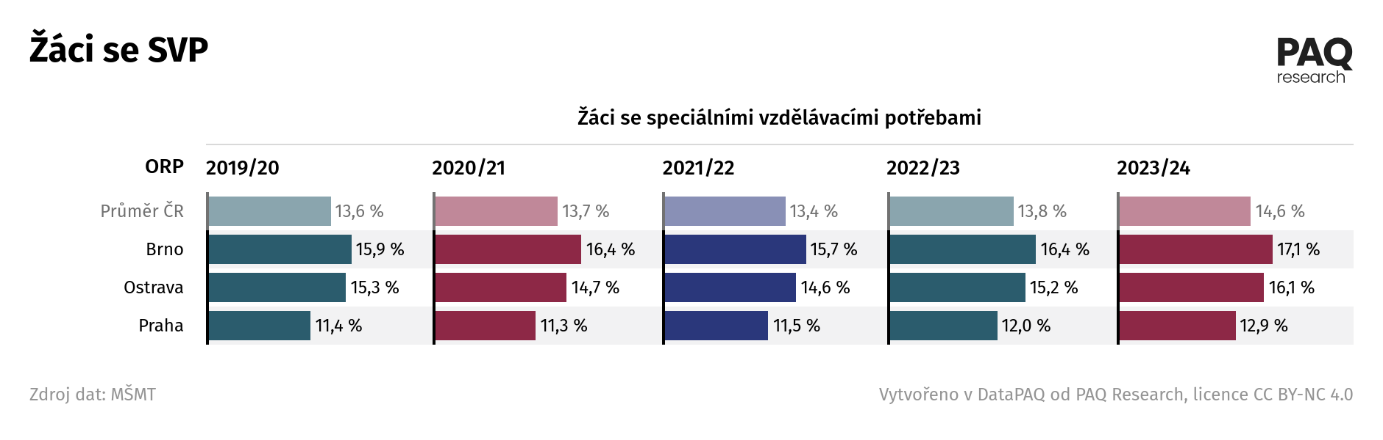 Žáci se SVP
PAQ
research
Žáci se speciálními vzdělávacími potřebami
ORP 2019/20 2020/21 2021/22 2022/23 2023/24
Průměr ČR 13,6 % 13,7 % 13,4 % 13,8 % 14,6 %
Brno 15,9 % 16,4 % 15,7 % 16,4 % 17,1 %
Ostrava 15,3 % 14,7 % 14,6 % 15,2 % 16,1 %
Praha 11,4 % 11,3 % 11,5 % 12,0 % 12,9 %
Zdroj dat: MŠMT
Vytvořeno v DataPAQ od PAQ Research, licence CC BY-NC 4.0